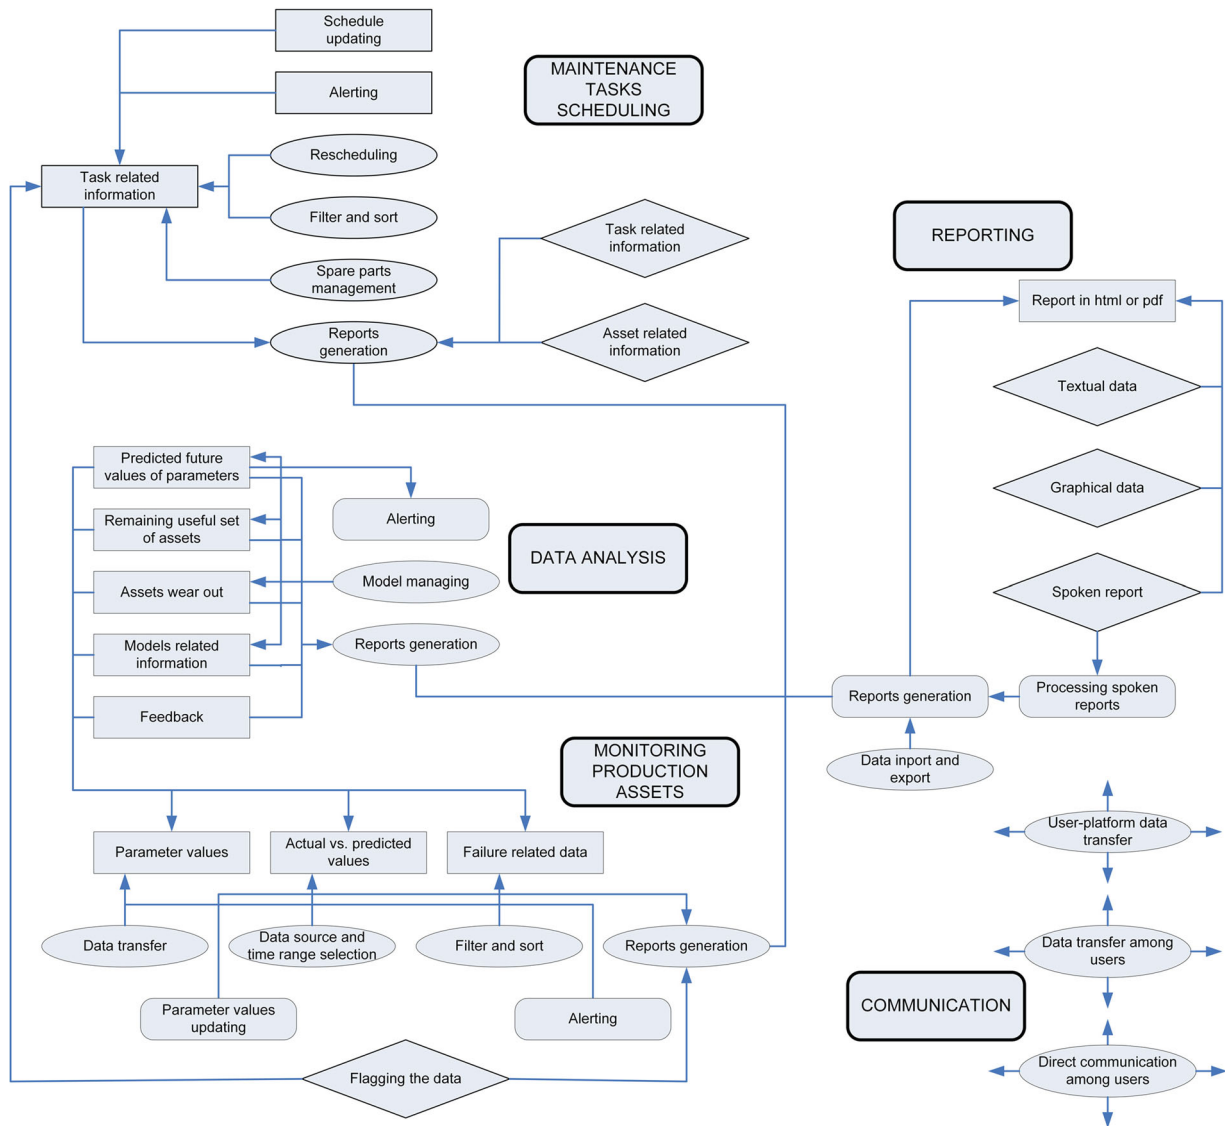 Schedule
updating
Alerting
MAINTENANCE
TASKS
SCHEDULING
Rescheduling
Task related
information
Filter and sort
Spare parts
management
Reports
generation
Task related
information
Asset related
information
REPORTING
Report in html or pdf
Textual data
Graphical data
Spoken report
Processing spoken
reports
Reports generation
Data inport and
export
Predicted future
values of parameters
Alerting
Remaining useful set
of assets
DATA ANALYSIS
Assets wear out
Model managing
Models related
information
Reports generation
Feedback
MONITORING
PRODUCTION
ASSETS
Parameter values
Actual vs. predicted
values
Failure related data
Data transfer
Data source and
time range selection
Filter and sort
Reports generation
Parameter values
updating
Alerting
Flagging the data
User-platform data
transfer
Data transfer among
users
COMMUNICATION
Direct communication
among users